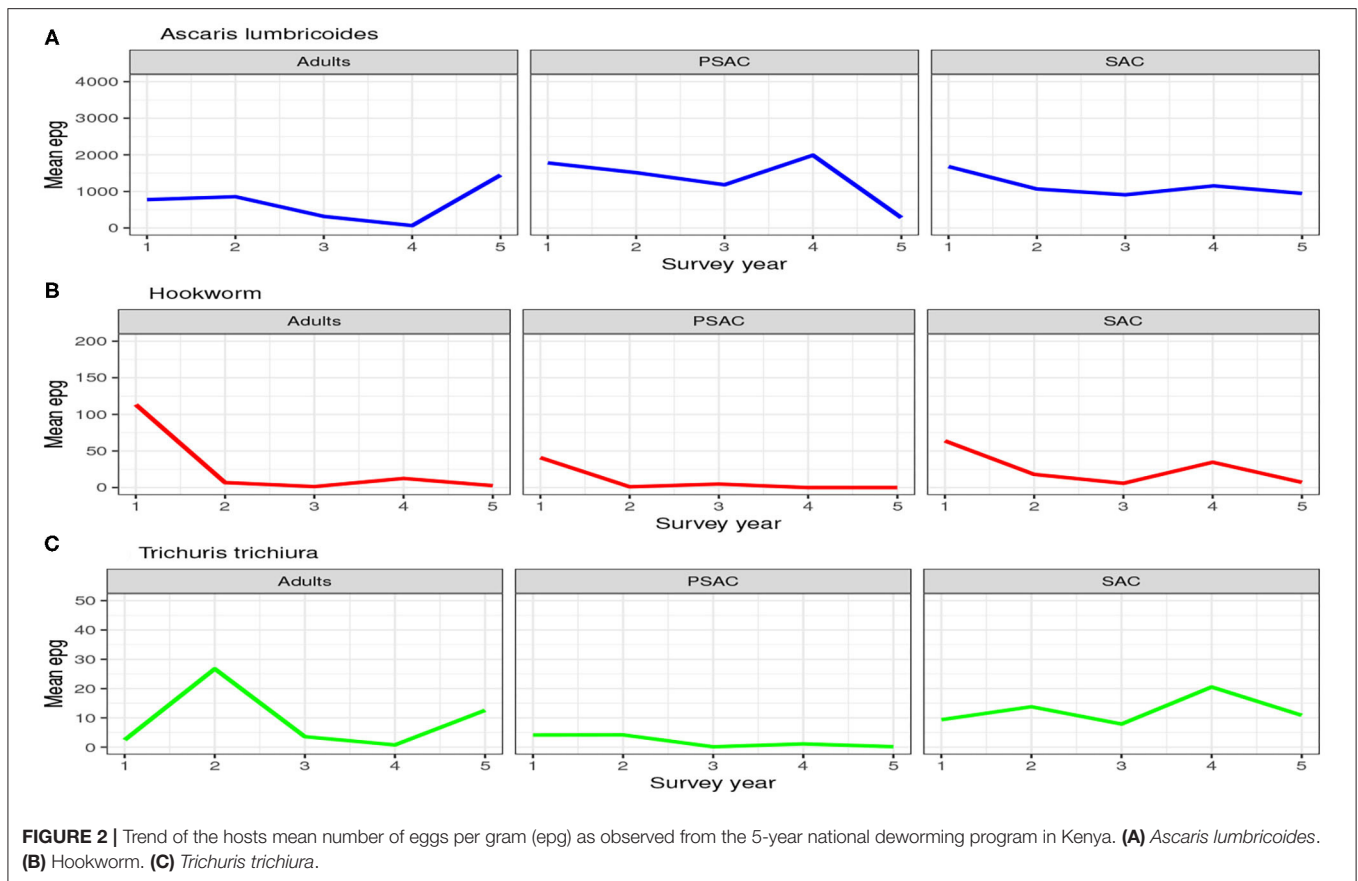 A
Ascaris lumbricoides
Adults PSAC SAC
4000
3000
2000
1000
0
Mean epg
1 2 3 4 5 1 2 3 4 5 1 2 3 4 5
Survey year
B
Hookworm
Adults PSAC SAC
200
150
100
50
0
Mean epg
1 2 3 4 5 1 2 3 4 5 1 2 3 4 5
Survey year
C
Trichuris trichiura
Adults PSAC SAC
50
40
30
20
10
0
Mean epg
1 2 3 4 5 1 2 3 4 5 1 2 3 4 5
Survey year
FIGURE 2 | Trend of the hosts mean number of eggs per gram (epg) as observed from the 5-year national deworming program in Kenya. (A) Ascaris lumbricoides.
(B) Hookworm. (C) Trichuris trichiura.